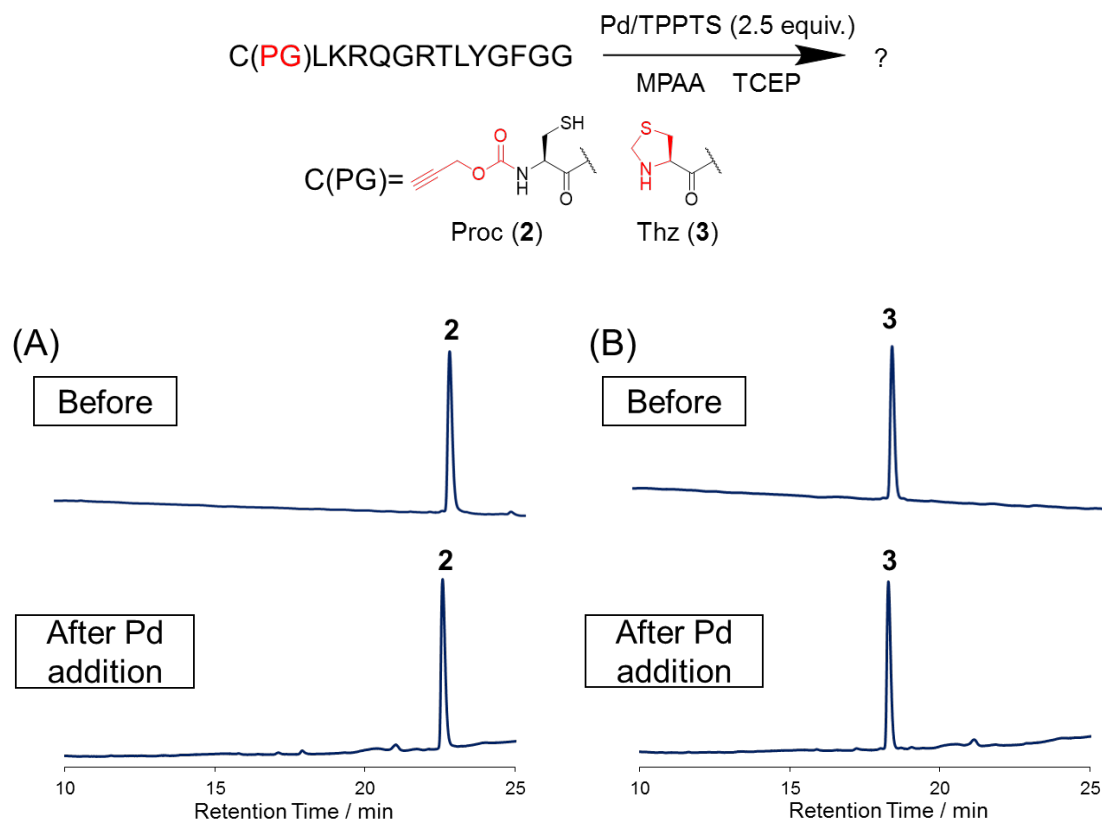 Pd/TPPTS (2.5 equiv.)
C(PG)LKRQGRTLYGFGG
?
MPAA TCEP
C(PG)=
O
O
N
H
SH
O
S
N
H
O
Proc (2)
Thz (3)
(A)
2
Before
(B)
3
Before
2
After Pd
addition
10
15
20
25
Retention Time / min
3
After Pd
addition
10
15
20
25
Retention Time / min